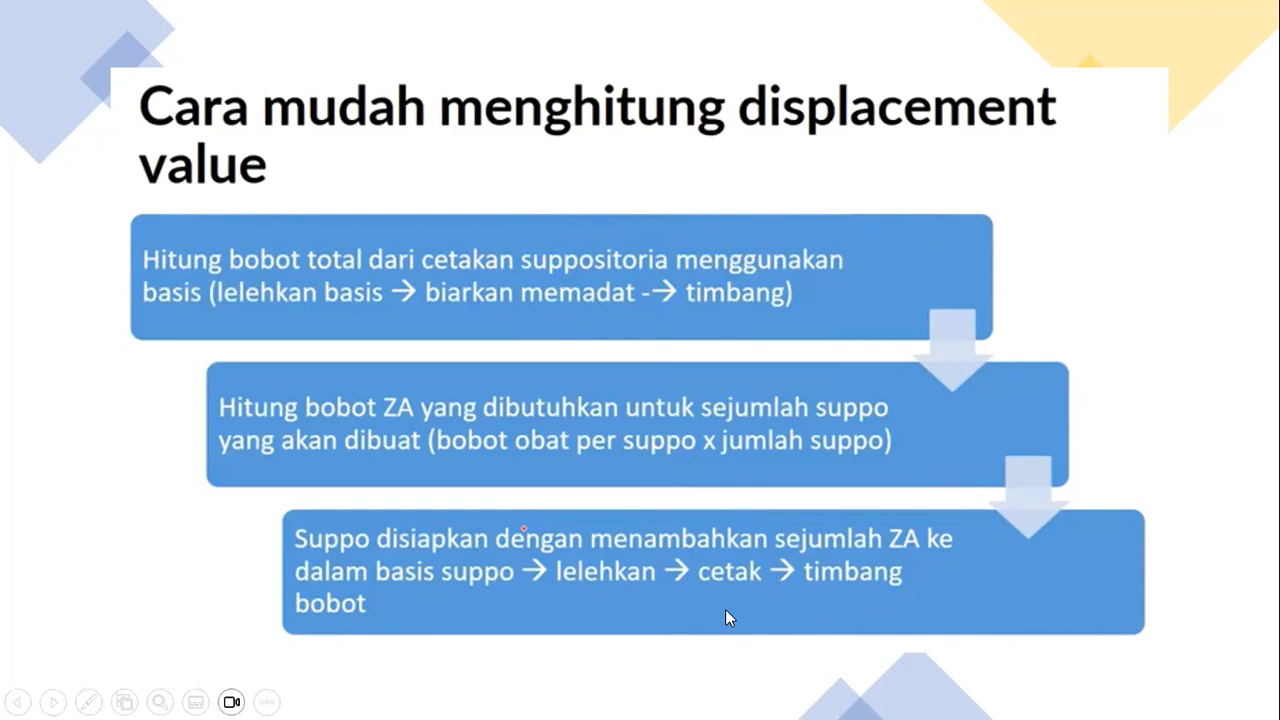 Cara mudah menghitung displacement
value
Hitung bobot total dari cetakan suppositoria menggunakan
basis (lelehkan basis → biarkan memadat -→ timbang)
Hitung bobot ZA yang dibutuhkan untuk sejumlah suppo
yang akan dibuat (bobot obat per suppo x jumlah suppo)
Suppo disiapkan dengan menambahkan sejumlah ZA ke
dalam basis suppo → lelehkan → cetak → timbang
bobot